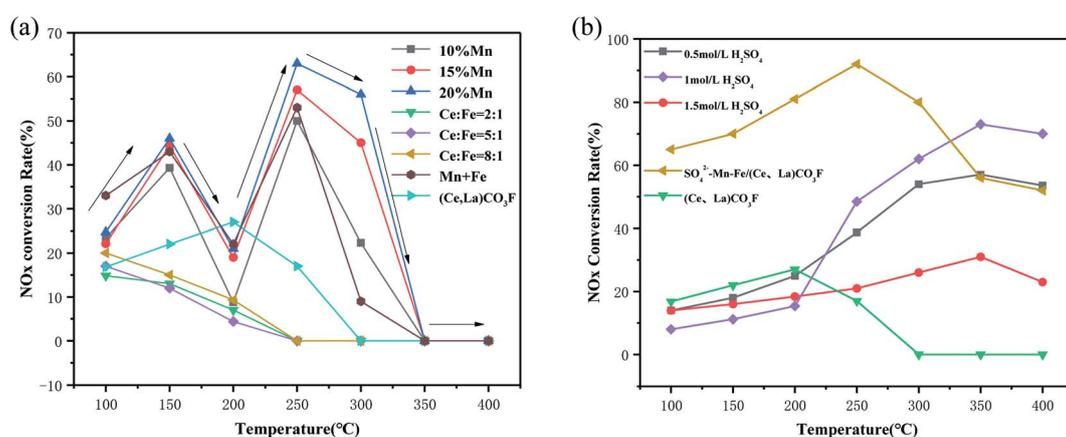 (a)
NOx conversion Rate(%)
70
60
50
40
30
20
10
0
−10
10%Mn
15%Mn
20%Mn
Ce:Fe=2:1
Ce:Fe=5:1
Ce:Fe=8:1
Mn+Fe
(Ce,La)CO₃F
100 150 200 250 300 350 400
Temperature(℃)
(b)
NOx Conversion Rate(%)
100
80
60
40
20
0
0.5mol/L H₂SO₄
1mol/L H₂SO₄
1.5mol/L H₂SO₄
SO₄²⁻-Mn-Fe/(Ce、La)CO₃F
(Ce、La)CO₃F
100 150 200 250 300 350 400
Temperature(℃)